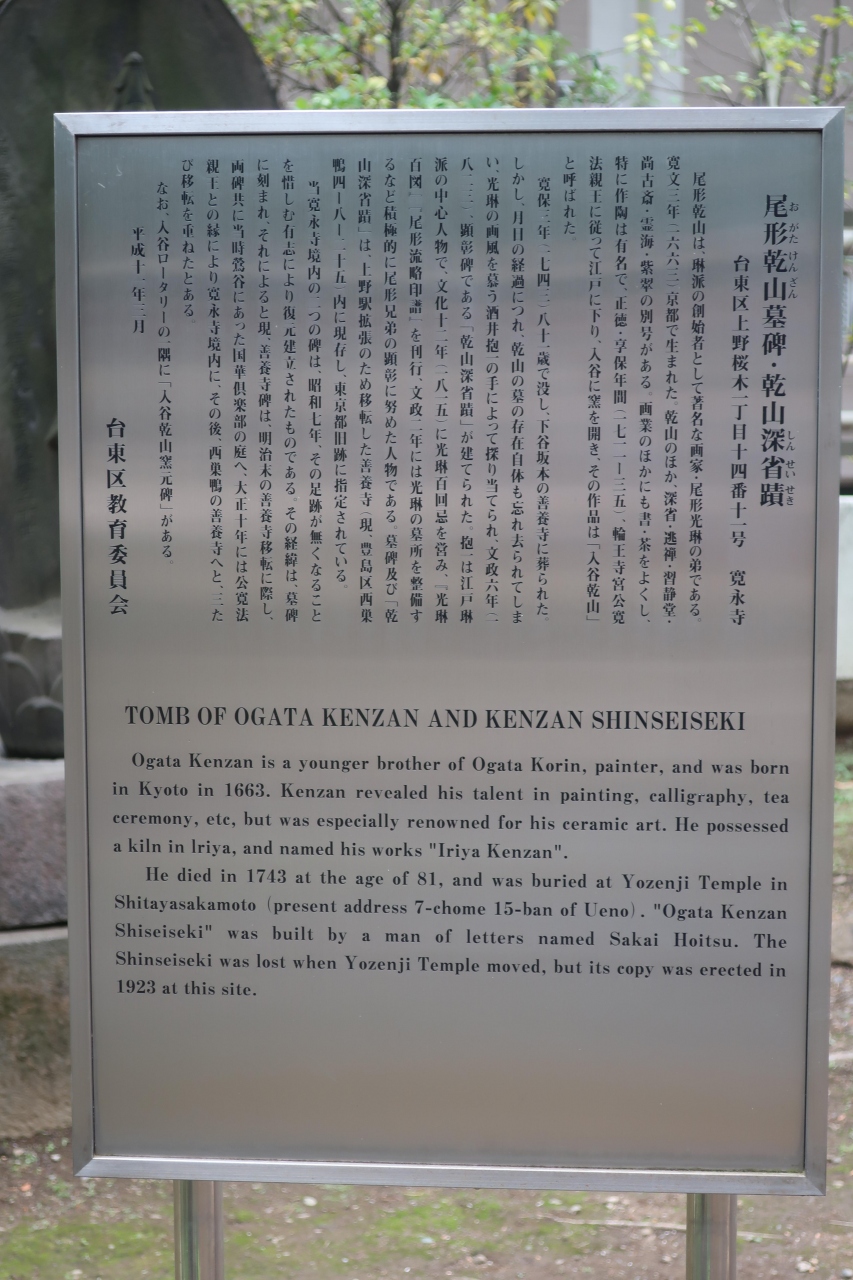 尾形乾山墓碑・乾山深省蹟
おがたけんざん
しんせいせき
台東区上野桜木一丁目十四番十一号 寛永寺
尾形乾山は、琳派の創始者として著名な画家・尾形光琳の弟である。
寛文三年(一六六三)京都で生まれた。乾山のほか、深省・逃禅・習静堂・
尚古斎・霊海・紫翠の別号がある。画業のほかにも書・茶をよくし、
特に作陶は有名で、正徳・享保年間(一七一一ー三五)、輪王寺宮公寛
法親王に従って江戸に下り、入谷に窯を開き、その作品は「入谷乾山」
と呼ばれた。
寛保三年(一七四三)八十一歳で没し、下谷坂本の善養寺に葬られた。
しかし、月日の経過につれ、乾山の墓の存在自体も忘れ去られてしま
い、光琳の画風を慕う酒井抱一の手によって探り当てられ、文政六年(一
八二三)、顕彰碑である「乾山深省蹟」が建てられた。抱一は江戸琳
派の中心人物で、文化十二年(一八一五)に光琳百回忌を営み、『光琳
百図』『尾形流略印譜』を刊行、文政二年には光琳の墓所を整備す
るなど積極的に尾形兄弟の顕彰に努めた人物である。墓碑及び「乾
山深省蹟」は、上野駅拡張のため移転した善養寺(現、豊島区西巣
鴨四ー八ー二十五)内に現存し、東京都旧跡に指定されている。
当寛永寺境内の二つの碑は、昭和七年、その足跡が無くなること
を惜しむ有志により復元建立されたものである。その経緯は、墓碑
に刻まれ、それによると現、善養寺碑は、明治末の善養寺移転に際し、
両碑共に当時鶯谷にあった国華倶楽部の庭へ、大正十年には公寛法
親王との縁により寛永寺境内に、その後、西巣鴨の善養寺へと、三た
び移転を重ねたとある。
なお、入谷ロータリーの一隅に「入谷乾山窯元碑」がある。
平成十一年三月
台東区教育委員会
TOMB OF OGATA KENZAN AND KENZAN SHINSEISEKI
Ogata Kenzan is a younger brother of Ogata Korin, painter, and was born
in Kyoto in 1663. Kenzan revealed his talent in painting, calligraphy, tea
ceremony, etc, but was especially renowned for his ceramic art. He possessed
a kiln in lriya, and named his works "Iriya Kenzan".
He died in 1743 at the age of 81, and was buried at Yozenji Temple in
Shitayasakamoto (present address 7-chome 15-ban of Ueno). "Ogata Kenzan
Shiseiseki" was built by a man of letters named Sakai Hoitsu. The
Shinseiseki was lost when Yozenji Temple moved, but its copy was erected in
1923 at this site.